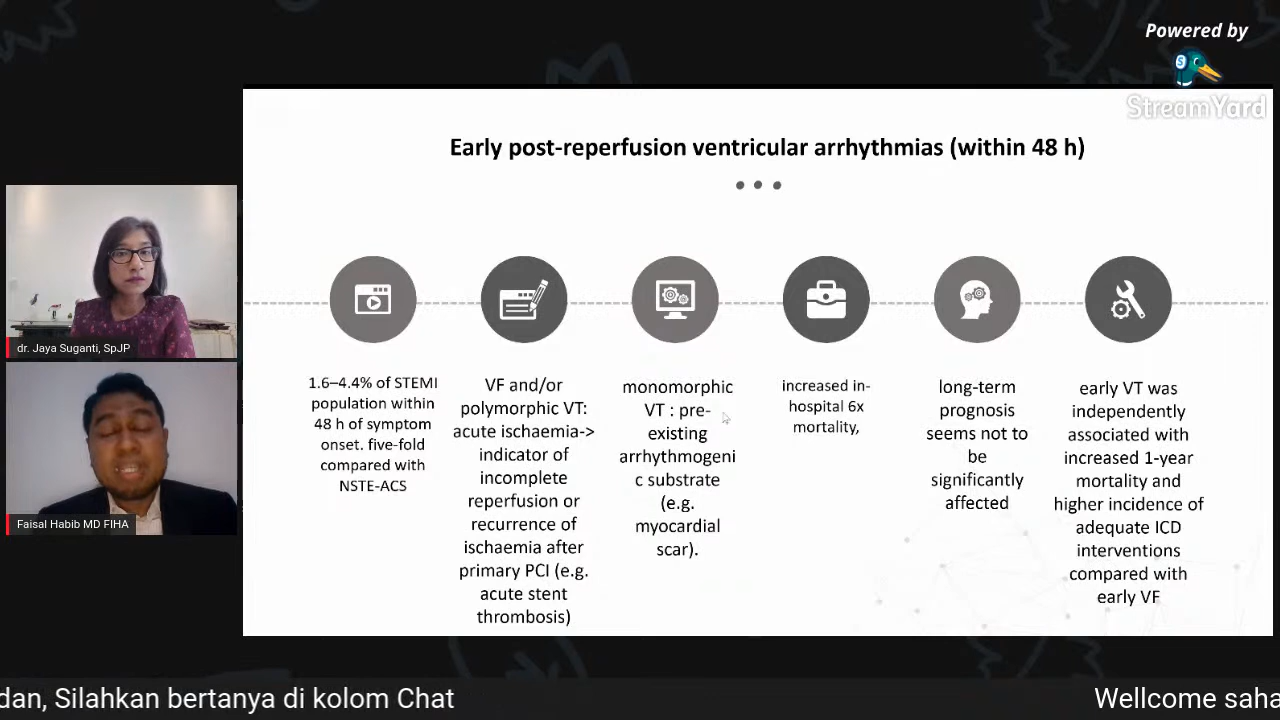 Powered by
StreamYard
Early post-reperfusion ventricular arrhythmias (within 48 h)
1.6–4.4% of STEMI
population within
48 h of symptom
onset. five-fold
compared with
NSTE-ACS
VF and/or
polymorphic VT:
acute ischaemia->
indicator of
incomplete
reperfusion or
recurrence of
ischaemia after
primary PCI (e.g.
acute stent
thrombosis)
monomorphic
VT : pre-
existing
arrhythmogeni
c substrate
(e.g.
myocardial
scar).
increased in-
hospital 6x
mortality,
long-term
prognosis
seems not to
be
significantly
affected
early VT was
independently
associated with
increased 1-year
mortality and
higher incidence of
adequate ICD
interventions
compared with
early VF
dr. Jaya Suganti, SpJP
Faisal Habib MD FIHA
dan, Silahkan bertanya di kolom Chat
Wellcome saha